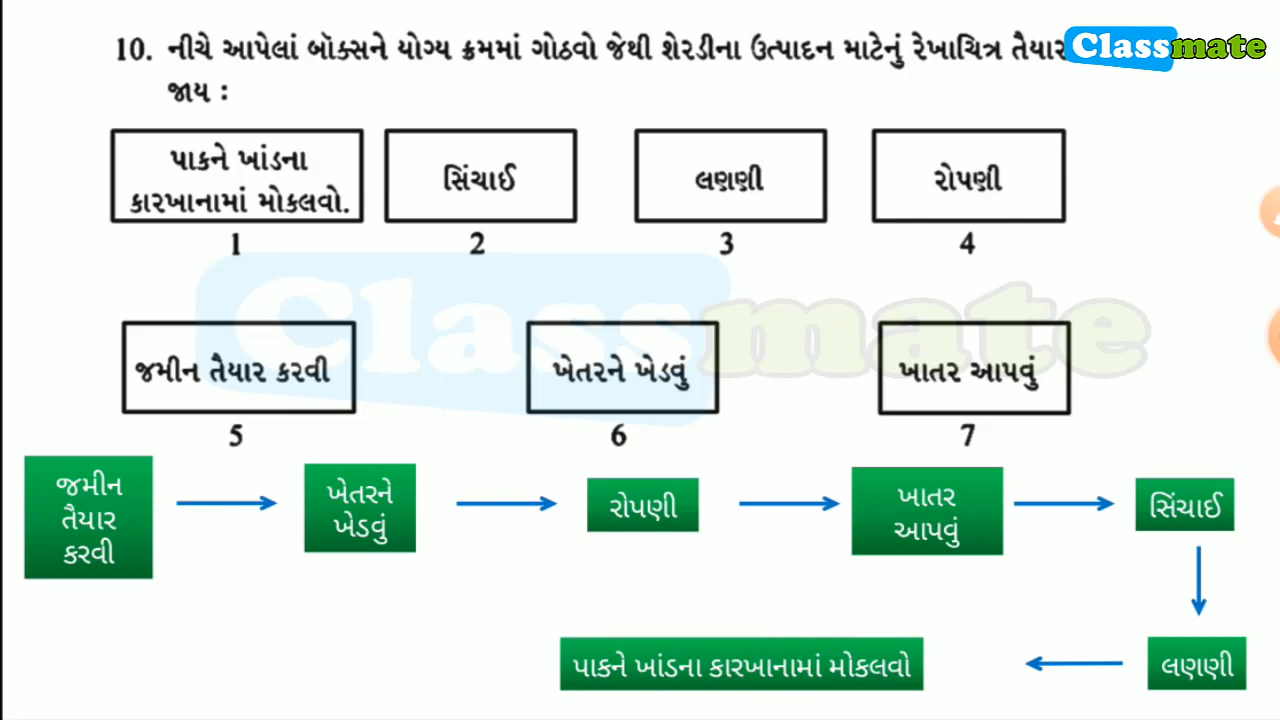 Classmate
10. નીચે આપેલાં બૉક્સને યોગ્ય ક્રમમાં ગોઠવો જેથી શેરડીના ઉત્પાદન માટેનું રેખાચિત્ર તૈયાર
જાય :
પાકને ખાંડના
કારખાનામાં મોકલવો.
સિંચાઈ
લણણી
રોપણી
1
2
3
4
Classmate
જમીન તૈયાર કરવી
ખેતરને ખેડવું
ખાતર આપવું
5
6
7
જમીન
તૈયાર
કરવી
ખેતરને
ખેડવું
રોપણી
ખાતર
આપવું
સિંચાઈ
પાકને ખાંડના કારખાનામાં મોકલવો
લણણી